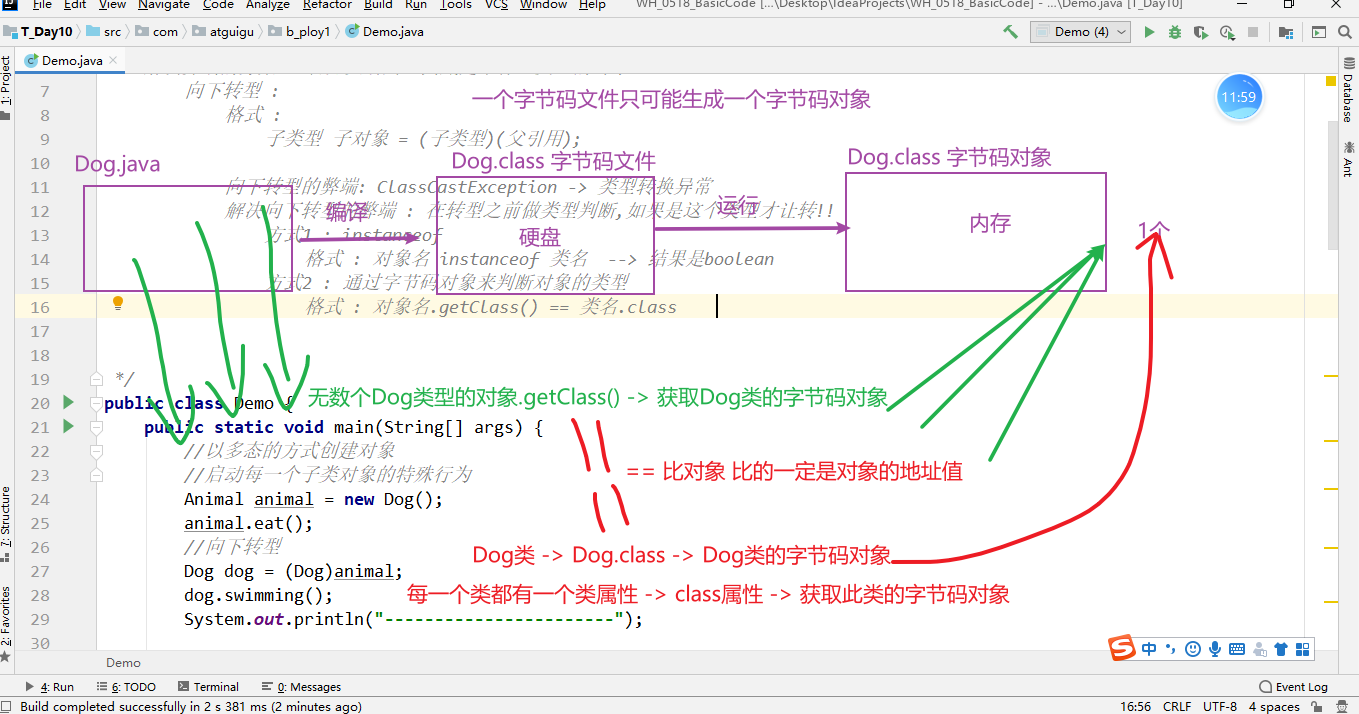 File Edit View Navigate Code Analyze Refactor Build Run Tools VCS Window Help WH_0518_BasicCode [...\Desktop\IdeaProjects\WH_0518_BasicCode] - ...\Demo.java [T_Day10]
T_Day10 src com atguigu b_ploy1 Demo.java Demo (4)
Demo.java
1: Project
7: Structure
2: Favorites
Database
Ant
11:59
7 向下转型 :
一个字节码文件只可能生成一个字节码对象
8 格式 :
9 子类型 子对象 = (子类型)(父引用);
10
Dog.java
Dog.class 字节码文件
Dog.class 字节码对象
11 向下转型的弊端: ClassCastException -> 类型转换异常
12 解决向下转型的弊端 : 在转型之前做类型判断,如果是这个类型才让转!!
编译
运行
内存
1个
13 方式1 : instanceof
硬盘
14 格式 : 对象名 instanceof 类名 --> 结果是boolean
15 方式2 : 通过字节码对象来判断对象的类型
16 格式 : 对象名.getClass() == 类名.class
17
18
19 */
20 public class Demo {
无数个Dog类型的对象.getClass() -> 获取Dog类的字节码对象
21 public static void main(String[] args) {
22 //以多态的方式创建对象
23 //启动每一个子类对象的特殊行为
== 比对象 比的一定是对象的地址值
24 Animal animal = new Dog();
25 animal.eat();
26 //向下转型
Dog类 -> Dog.class -> Dog类的字节码对象
27 Dog dog = (Dog)animal;
28 dog.swimming();
每一个类都有一个类属性 -> class属性 -> 获取此类的字节码对象
29 System.out.println("-----------------------");
30
中
Demo
4: Run 6: TODO Terminal 0: Messages Event Log
Build completed successfully in 2 s 381 ms (2 minutes ago) 16:56 CRLF UTF-8 4 spaces